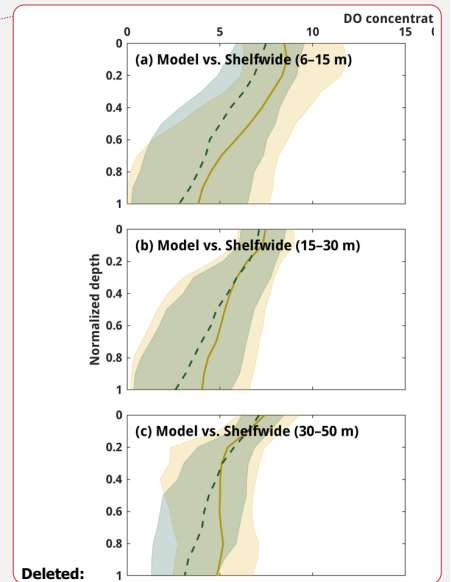 DO concentrat
0 5 10 15
0
0.2
0.4
0.6
0.8
1
(a) Model vs. Shelfwide (6–15 m)
0
0.2
0.4
0.6
0.8
1
(b) Model vs. Shelfwide (15–30 m)
Normalized depth
0
0.2
0.4
0.6
0.8
1
(c) Model vs. Shelfwide (30–50 m)
Deleted: